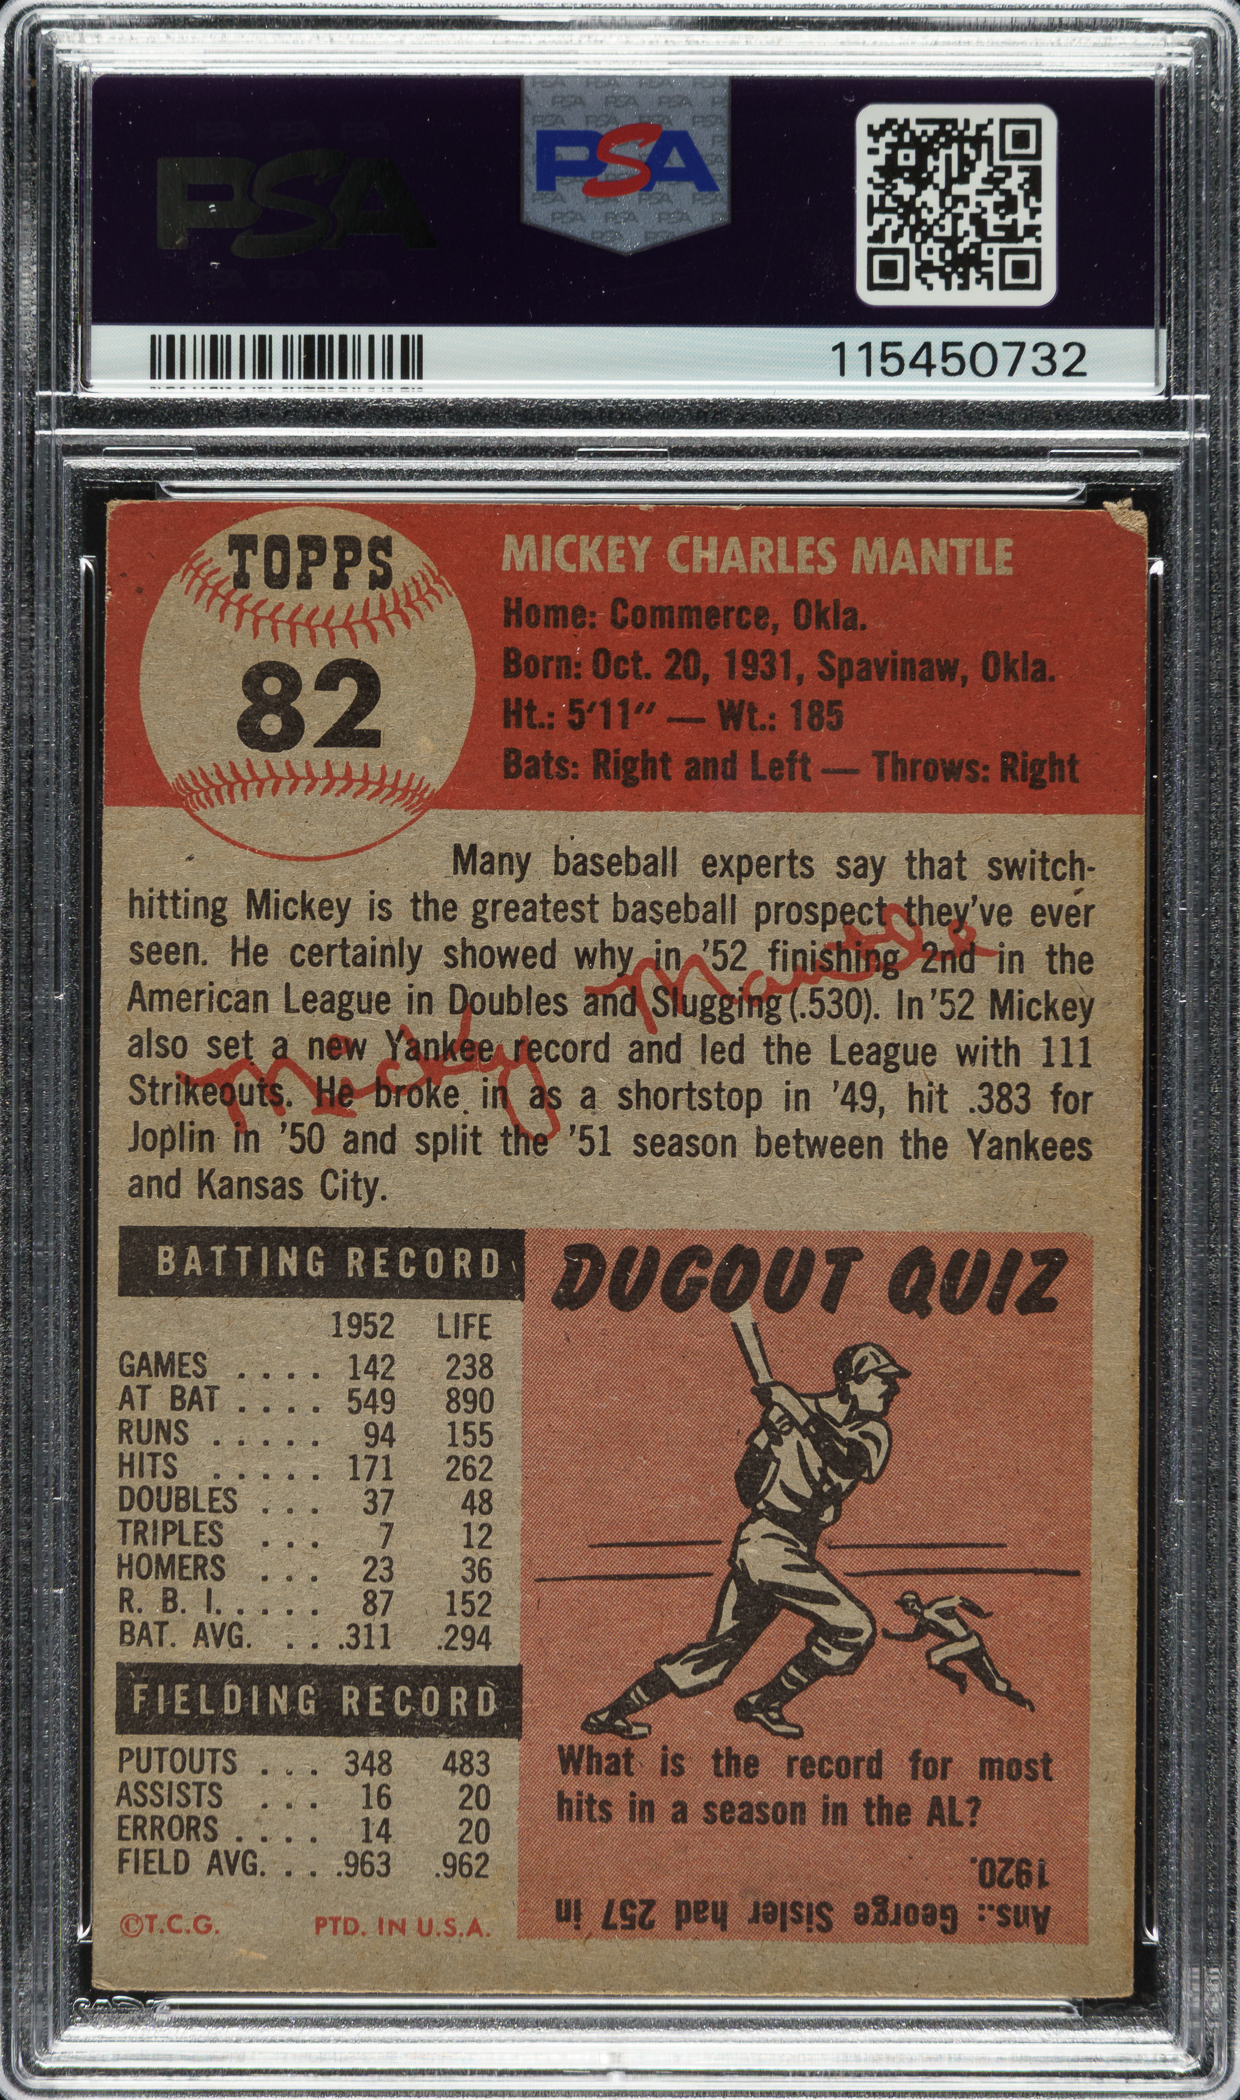 PSA
PSA
115450732
TOPPS
82
MICKEY CHARLES MANTLE
Home: Commerce, Okla.
Born: Oct. 20, 1931, Spavinaw, Okla.
Ht.: 5'11" — Wt.: 185
Bats: Right and Left — Throws: Right
Many baseball experts say that switch-
hitting Mickey is the greatest baseball prospect they've ever
seen. He certainly showed why in '52 finishing 2nd in the
American League in Doubles and Slugging (.530). In '52 Mickey
also set a new Yankee record and led the League with 111
Strikeouts. He broke in as a shortstop in '49, hit .383 for
Joplin in '50 and split the '51 season between the Yankees
and Kansas City.
Micky Mantle
BATTING RECORD
1952 LIFE
GAMES . . . . 142 238
AT BAT . . . . 549 890
RUNS . . . . . 94 155
HITS . . . . . 171 262
DOUBLES . . . 37 48
TRIPLES . . . 7 12
HOMERS . . . 23 36
R. B. I. . . . . 87 152
BAT. AVG. . . . .311 .294
FIELDING RECORD
PUTOUTS . . . 348 483
ASSISTS . . . 16 20
ERRORS . . . . 14 20
FIELD AVG. . . . .963 .962
©T.C.G. PTD. IN U.S.A.
DUGOUT QUIZ
What is the record for most
hits in a season in the AL?
Ans.: George Sisler had 257 in
1920.